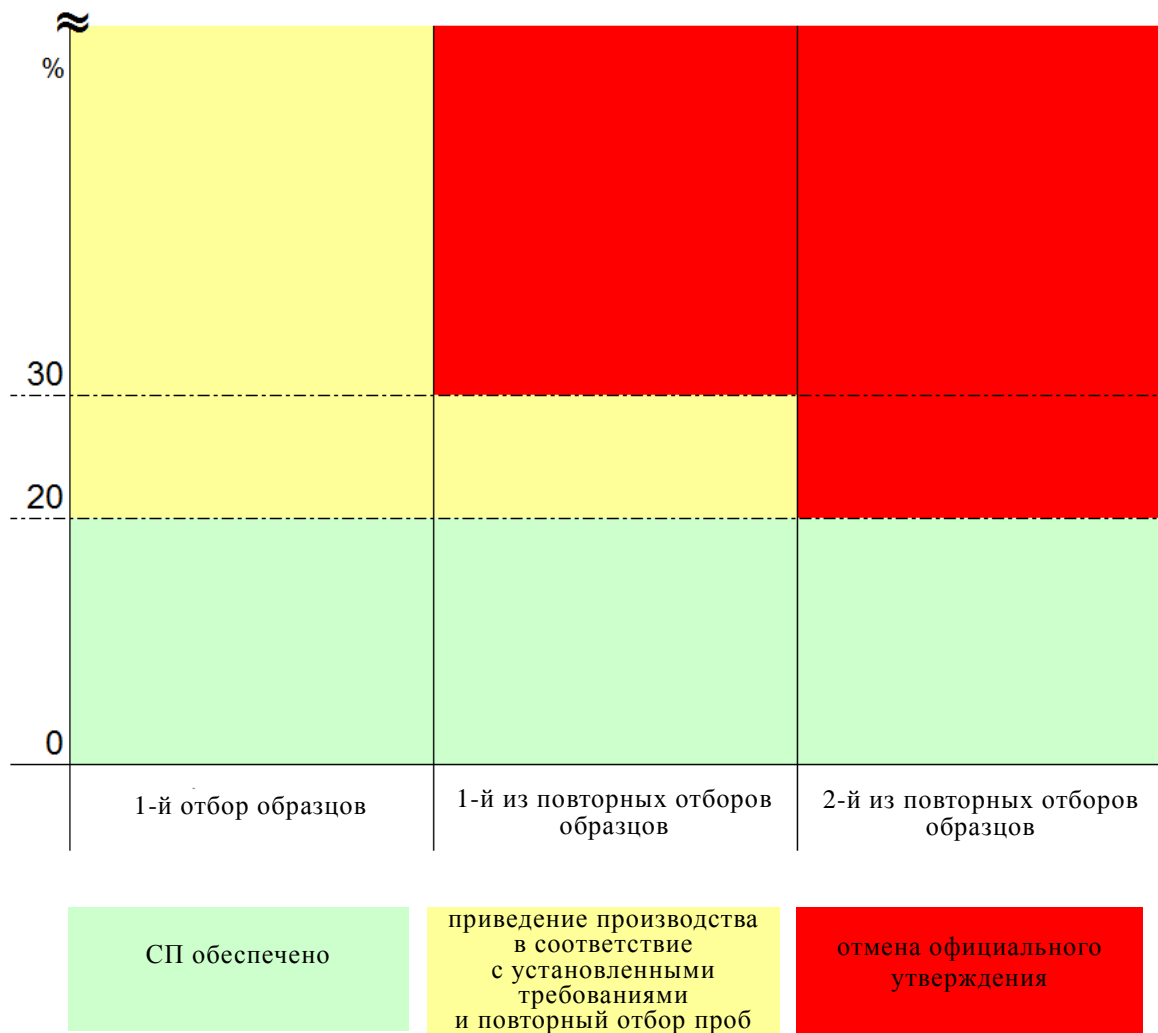 ≈
%
30
20
0
1-й отбор образцов
1-й из повторных отборов
образцов
2-й из повторных отборов
образцов
СП обеспечено
приведение производства
в соответствие
с установленными
требованиями
и повторный отбор проб
отмена официального
утверждения